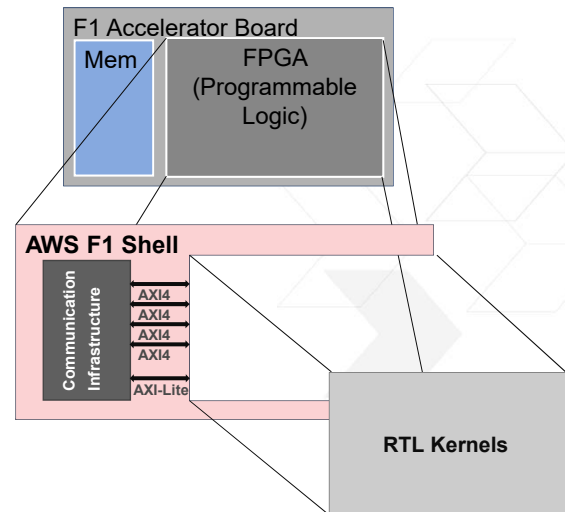 F1 Accelerator Board
Mem
FPGA
(Programmable
Logic)
AWS F1 Shell
Communication
Infrastructure
AXI4
AXI4
AXI4
AXI4
AXI-Lite
RTL Kernels